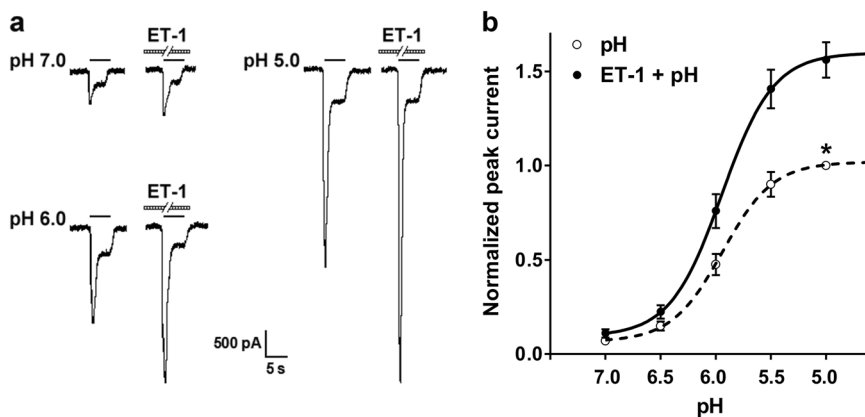 a
ET-1
pH 7.0
ET-1
pH 5.0
ET-1
pH 6.0
500 pA
5 s
b
pH
ET-1 + pH
Normalized peak current
1.5
1.0
0.5
0.0
*
7.0 6.5 6.0 5.5 5.0
pH